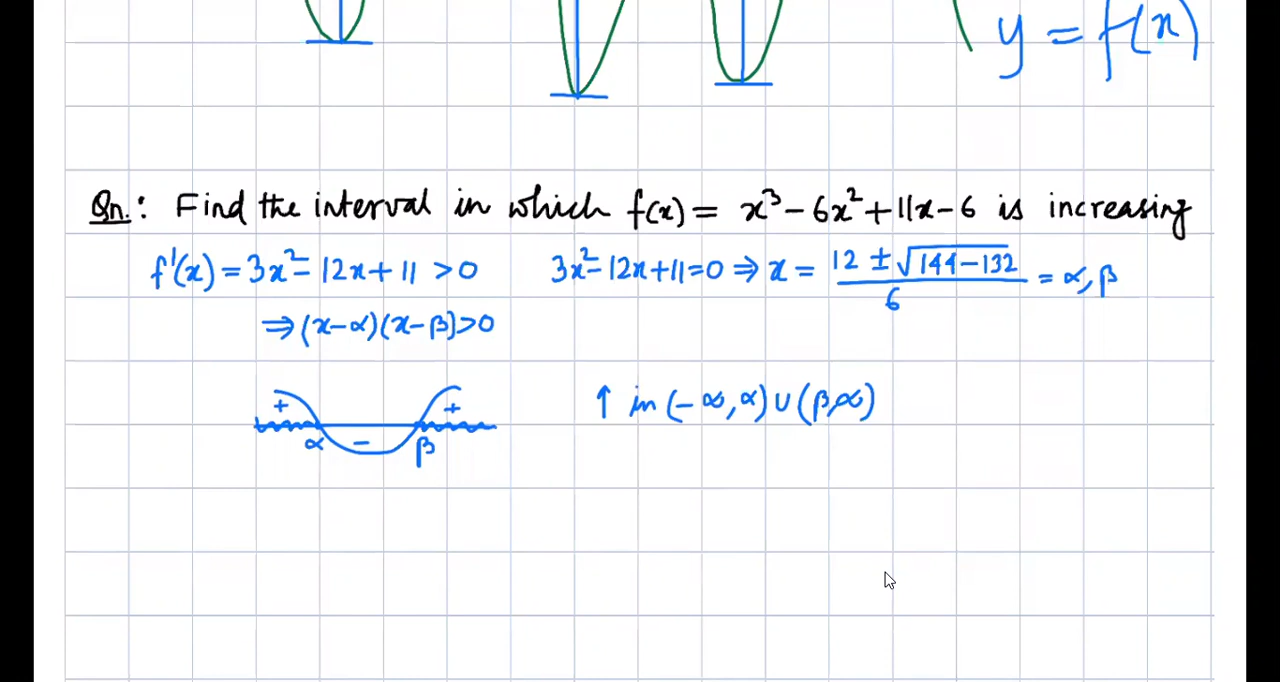 y = f(x)
Qn.: Find the interval in which f(x) = x³ - 6x² + 11x - 6 is increasing
f'(x) = 3x² - 12x + 11 > 0 3x² - 12x + 11 = 0 ⇒ x = (12 ± √(144 - 132))/6 = α, β
⇒ (x - α)(x - β) > 0
+ α - β + ↑ in (-∞, α) ∪ (β, ∞)